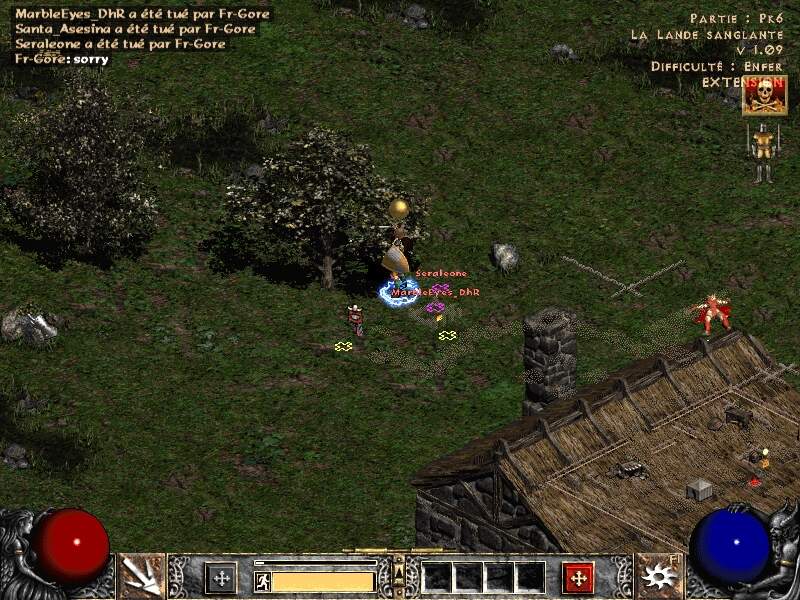 MarbleEyes_DhR a été tué par Fr-Gore
Santa_Asesina a été tué par Fr-Gore
Seraleone a été tué par Fr-Gore
Fr-Gore: sorry
Partie : Pk6
La Lande sanglante
v 1.09
Difficulté : Enfer
EXTENSION
Seraleone
MarbleEyes_DhR